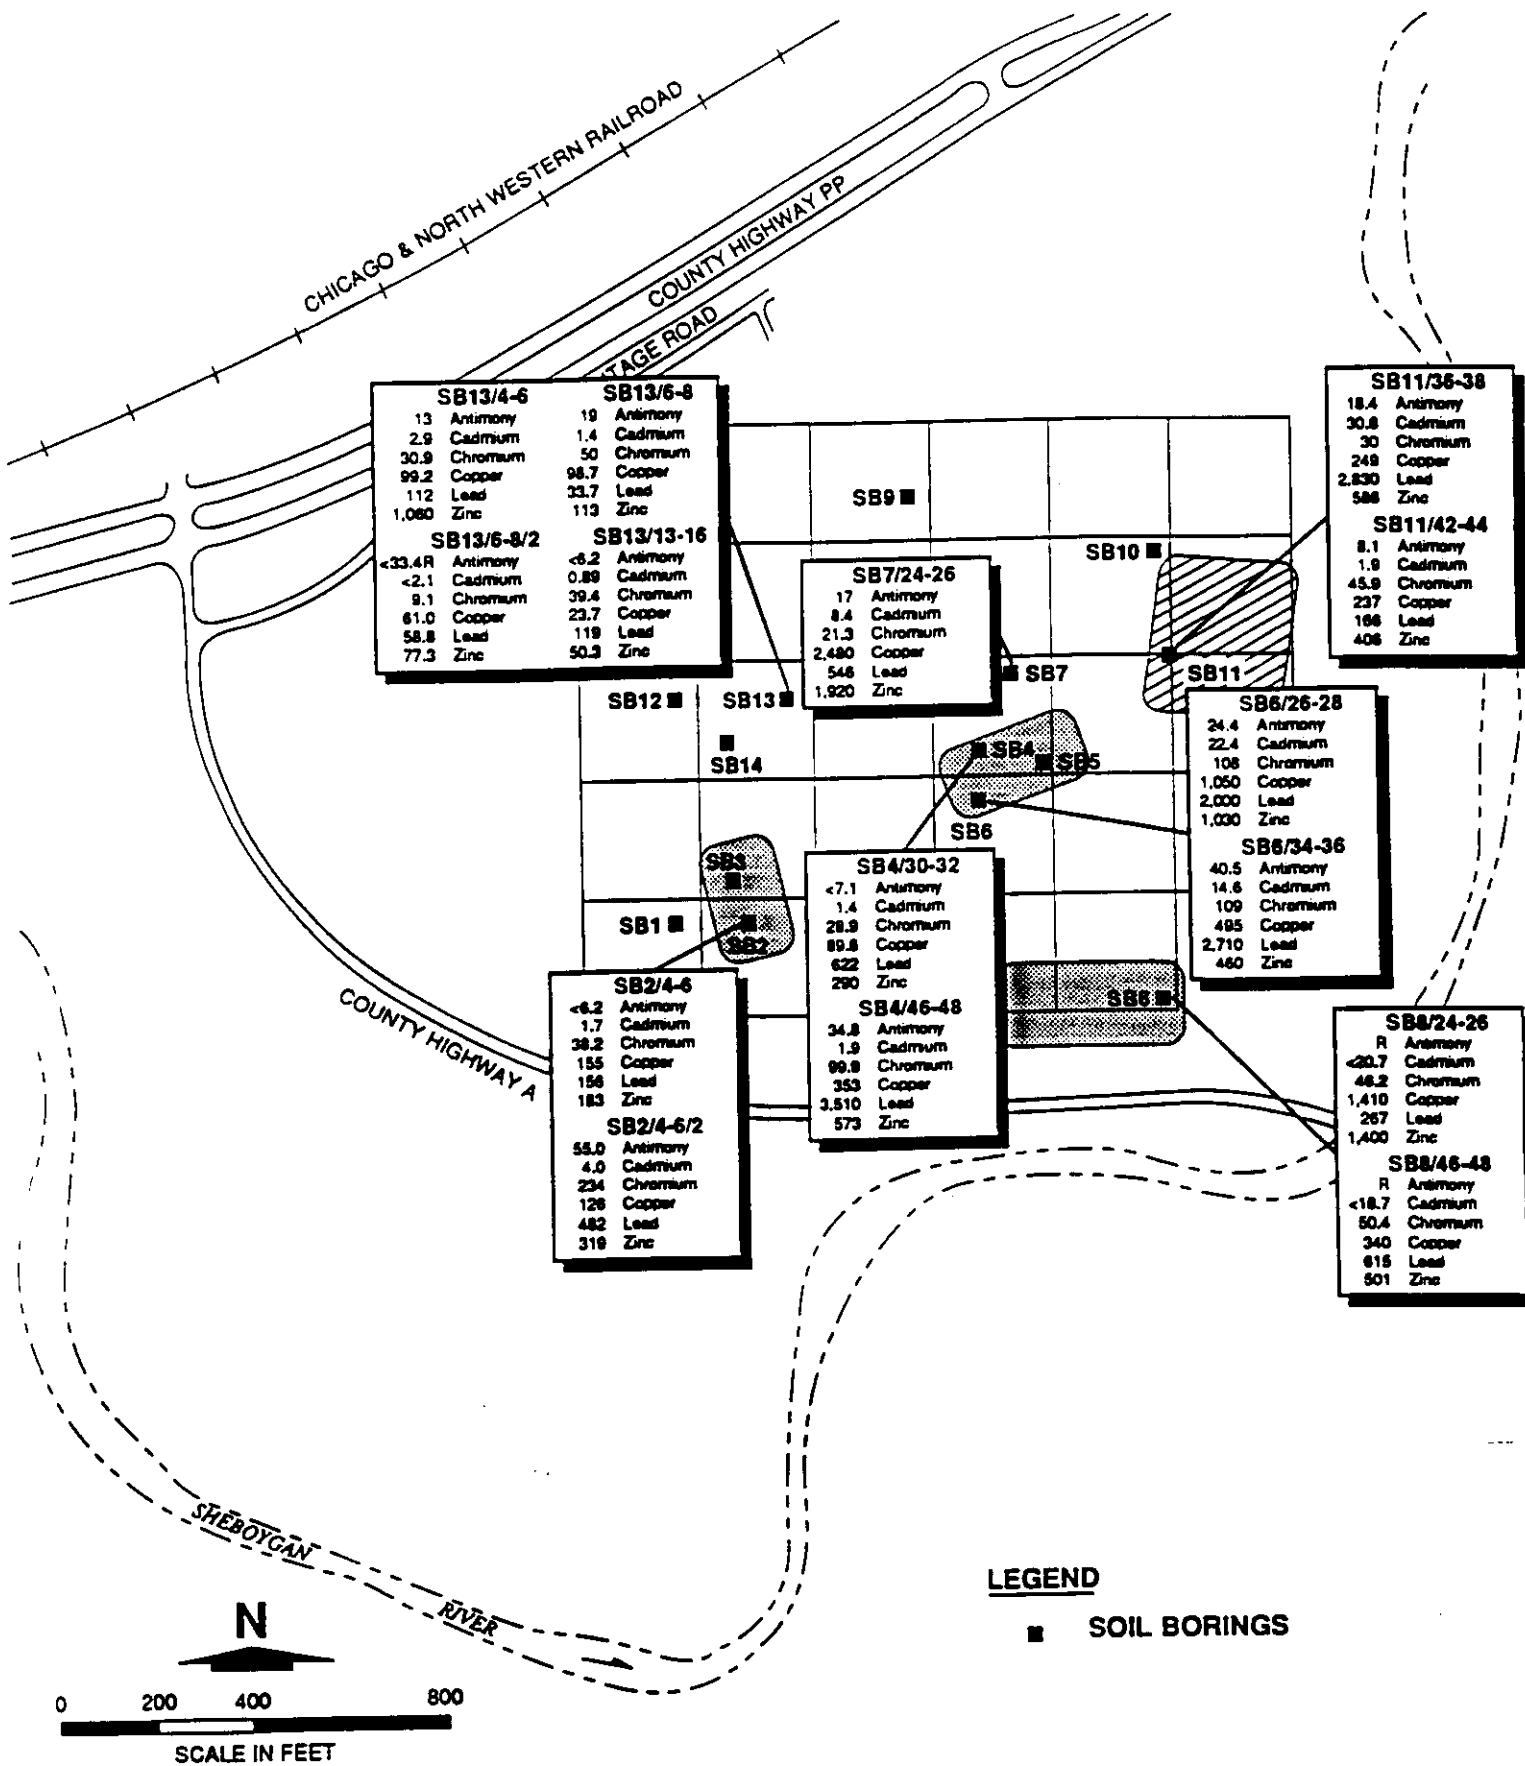 CHICAGO & NORTH WESTERN RAILROAD
COUNTY HIGHWAY PP
TAGE ROAD
SB13/4-6
13 Antimony
2.9 Cadmium
30.9 Chromium
99.2 Copper
112 Lead
1,060 Zinc
SB13/6-8
19 Antimony
1.4 Cadmium
50 Chromium
98.7 Copper
33.7 Lead
113 Zinc
SB13/6-8/2
<33.4R Antimony
<2.1 Cadmium
9.1 Chromium
61.0 Copper
58.8 Lead
77.3 Zinc
SB13/13-16
<6.2 Antimony
0.89 Cadmium
39.4 Chromium
23.7 Copper
119 Lead
50.3 Zinc
SB11/36-38
18.4 Antimony
30.8 Cadmium
30 Chromium
249 Copper
2,830 Lead
586 Zinc
SB11/42-44
8.1 Antimony
1.9 Cadmium
45.9 Chromium
237 Copper
166 Lead
406 Zinc
SB9
SB10
SB7/24-26
17 Antimony
8.4 Cadmium
21.3 Chromium
2,480 Copper
546 Lead
1,920 Zinc
SB7
SB11
SB12
SB13
SB14
SB4
SB5
SB6
SB6/26-28
24.4 Antimony
22.4 Cadmium
108 Chromium
1,050 Copper
2,000 Lead
1,030 Zinc
SB6/34-36
40.5 Antimony
14.6 Cadmium
109 Chromium
495 Copper
2,710 Lead
460 Zinc
SB3
SB1
SB2
SB4/30-32
<7.1 Antimony
1.4 Cadmium
28.9 Chromium
89.8 Copper
622 Lead
290 Zinc
SB4/46-48
34.8 Antimony
1.9 Cadmium
99.9 Chromium
353 Copper
3,510 Lead
573 Zinc
SB8
SB2/4-6
<6.2 Antimony
1.7 Cadmium
38.2 Chromium
155 Copper
156 Lead
183 Zinc
SB2/4-6/2
55.0 Antimony
4.0 Cadmium
234 Chromium
126 Copper
482 Lead
319 Zinc
SB8/24-26
R Antimony
<20.7 Cadmium
46.2 Chromium
1,410 Copper
267 Lead
1,400 Zinc
SB8/46-48
R Antimony
<18.7 Cadmium
50.4 Chromium
340 Copper
615 Lead
501 Zinc
COUNTY HIGHWAY A
SHEBOYGAN
RIVER
LEGEND
SOIL BORINGS
N
0 200 400 800
SCALE IN FEET